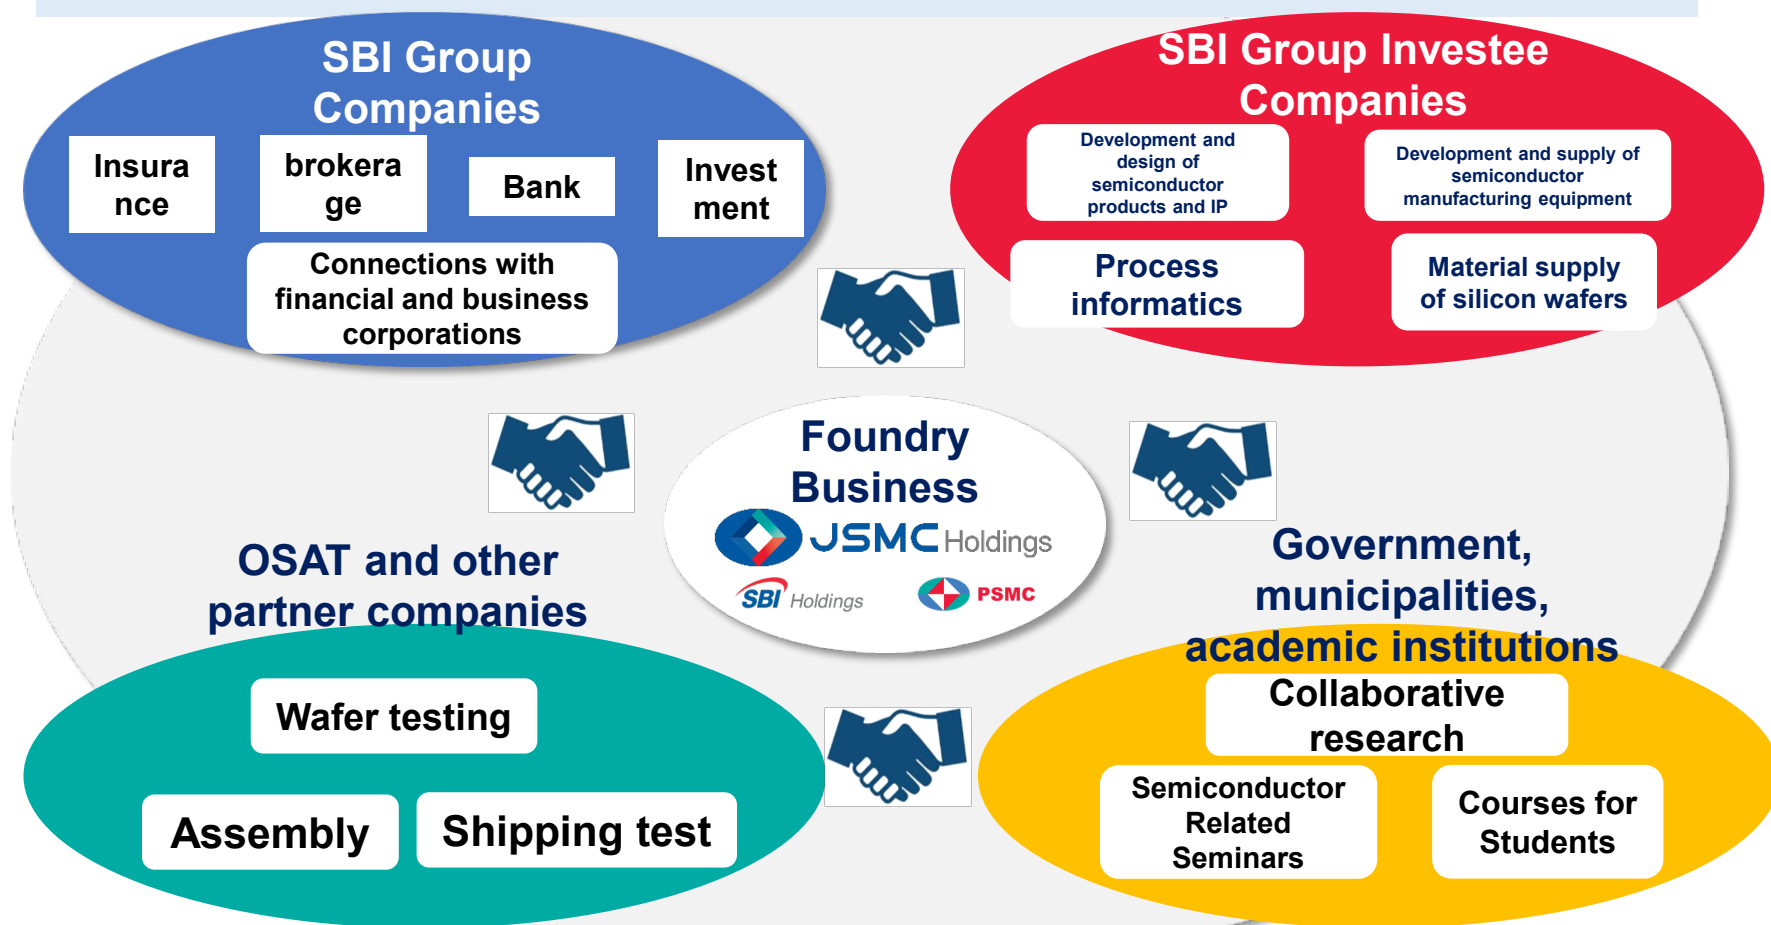 SBI Group
Companies
Insura
nce
brokera
ge
Bank
Invest
ment
Connections with
financial and business
corporations
SBI Group Investee
Companies
Development and
design of
semiconductor
products and IP
Development and supply of
semiconductor
manufacturing equipment
Process
informatics
Material supply
of silicon wafers
Foundry
Business
JSMC Holdings
SBI Holdings
PSMC
OSAT and other
partner companies
Wafer testing
Assembly
Shipping test
Government,
municipalities,
academic institutions
Collaborative
research
Semiconductor
Related
Seminars
Courses for
Students